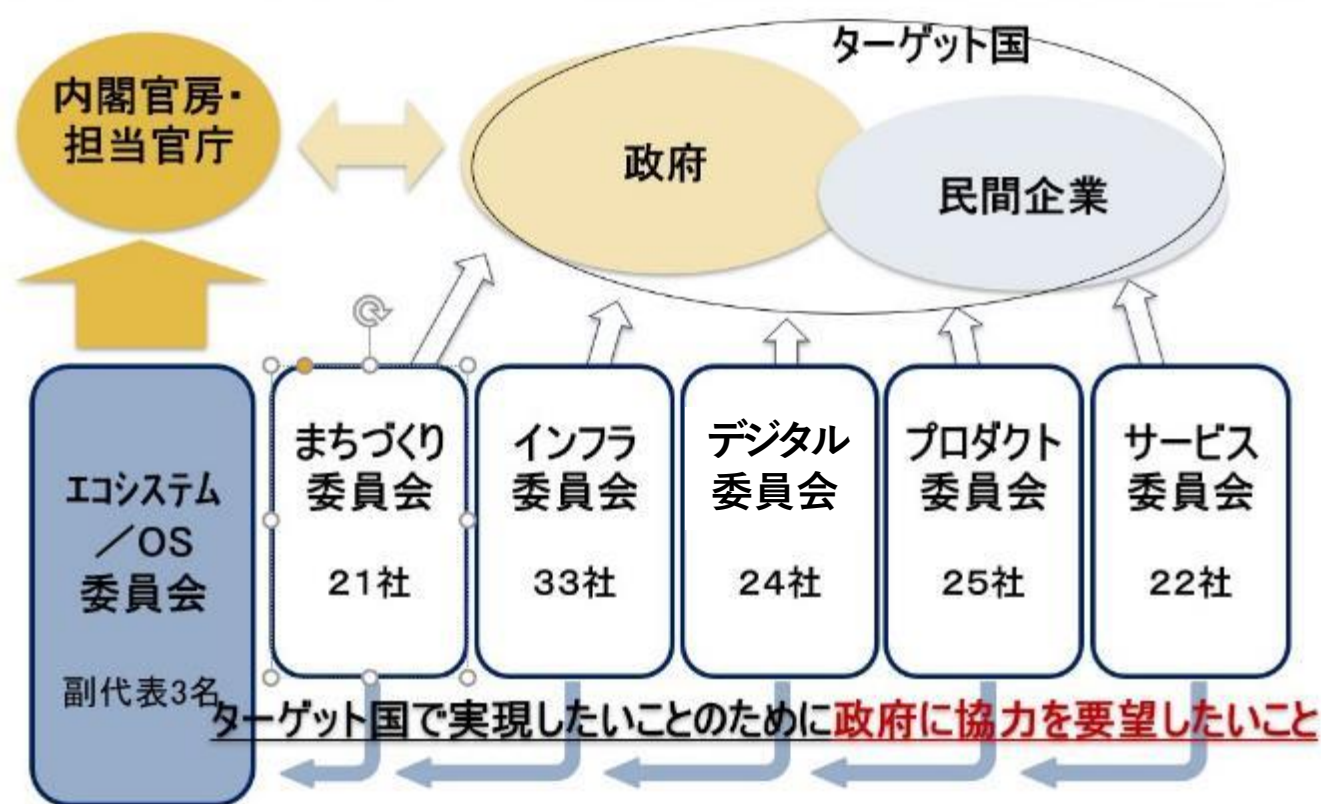 ターゲット国
内閣官房・
担当官庁
政府
民間企業
エコシステム
／OS
委員会
副代表3名
まちづくり
委員会
21社
インフラ
委員会
33社
デジタル
委員会
24社
プロダクト
委員会
25社
サービス
委員会
22社
ターゲット国で実現したいことのために政府に協力を要望したいこと